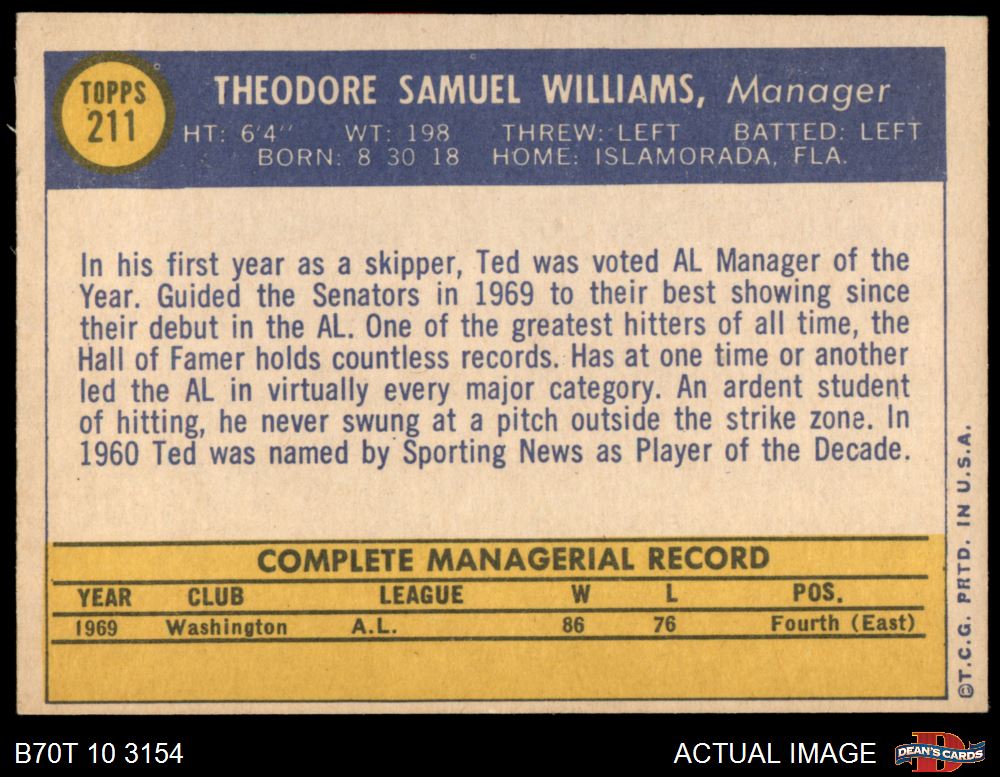 TOPPS
211
THEODORE SAMUEL WILLIAMS, Manager
HT: 6'4" WT: 198 THREW: LEFT BATTED: LEFT
BORN: 8 30 18 HOME: ISLAMORADA, FLA.
In his first year as a skipper, Ted was voted AL Manager of the
Year. Guided the Senators in 1969 to their best showing since
their debut in the AL. One of the greatest hitters of all time, the
Hall of Famer holds countless records. Has at one time or another
led the AL in virtually every major category. An ardent student
of hitting, he never swung at a pitch outside the strike zone. In
1960 Ted was named by Sporting News as Player of the Decade.
COMPLETE MANAGERIAL RECORD
YEAR CLUB LEAGUE W L POS.
1969 Washington A.L. 86 76 Fourth (East)
©T.C.G. PRTD. IN U.S.A.
B70T 10 3154
ACTUAL IMAGE
D
DEAN'S CARDS